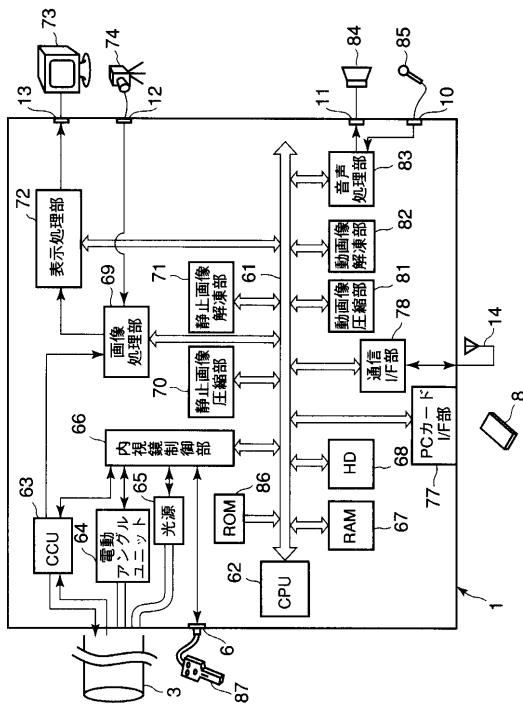 73
74
84
85
13
12
11
10
72
表示処理部
69
画像
処理部
71
静止画像
解凍部
70
静止画像
圧縮部
61
83
音声
処理部
82
動画像
解凍部
81
動画像
圧縮部
78
通信
I/F部
14
66
内視鏡制御部
63
CCU
64
電動
アングル
ユニット
65
光源
86
ROM
62
CPU
HD
68
RAM
67
PCカード
I/F部
77
8
3
6
87
1